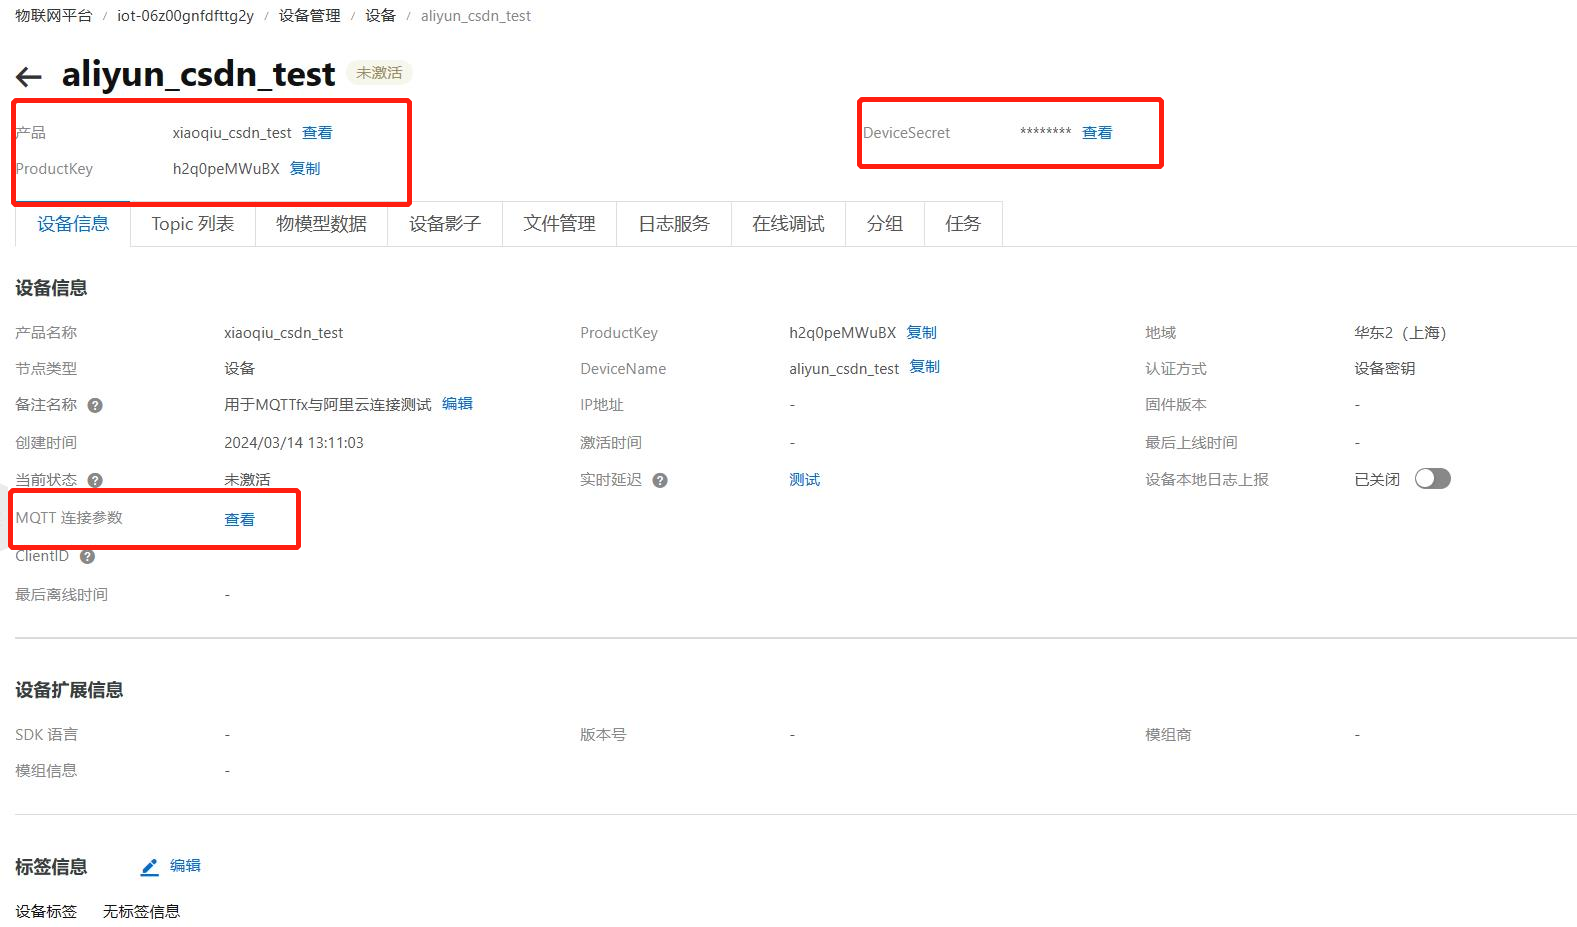 物联网平台 / iot-06z00gnfdfttg2y / 设备管理 / 设备 / aliyun_csdn_test
← aliyun_csdn_test 未激活
产品 xiaoqiu_csdn_test 查看 DeviceSecret ******** 查看
ProductKey h2q0peMWuBX 复制
设备信息 Topic 列表 物模型数据 设备影子 文件管理 日志服务 在线调试 分组 任务
设备信息
产品名称 xiaoqiu_csdn_test ProductKey h2q0peMWuBX 复制 地域 华东2（上海）
节点类型 设备 DeviceName aliyun_csdn_test 复制 认证方式 设备密钥
备注名称 ? 用于MQTTfx与阿里云连接测试 编辑 IP地址 - 固件版本 -
创建时间 2024/03/14 13:11:03 激活时间 - 最后上线时间 -
当前状态 ? 未激活 实时延迟 ? 测试 设备本地日志上报 已关闭
MQTT 连接参数 查看
ClientID ?
最后离线时间 -
设备扩展信息
SDK 语言 - 版本号 - 模组商 -
模组信息 -
标签信息 编辑
设备标签 无标签信息